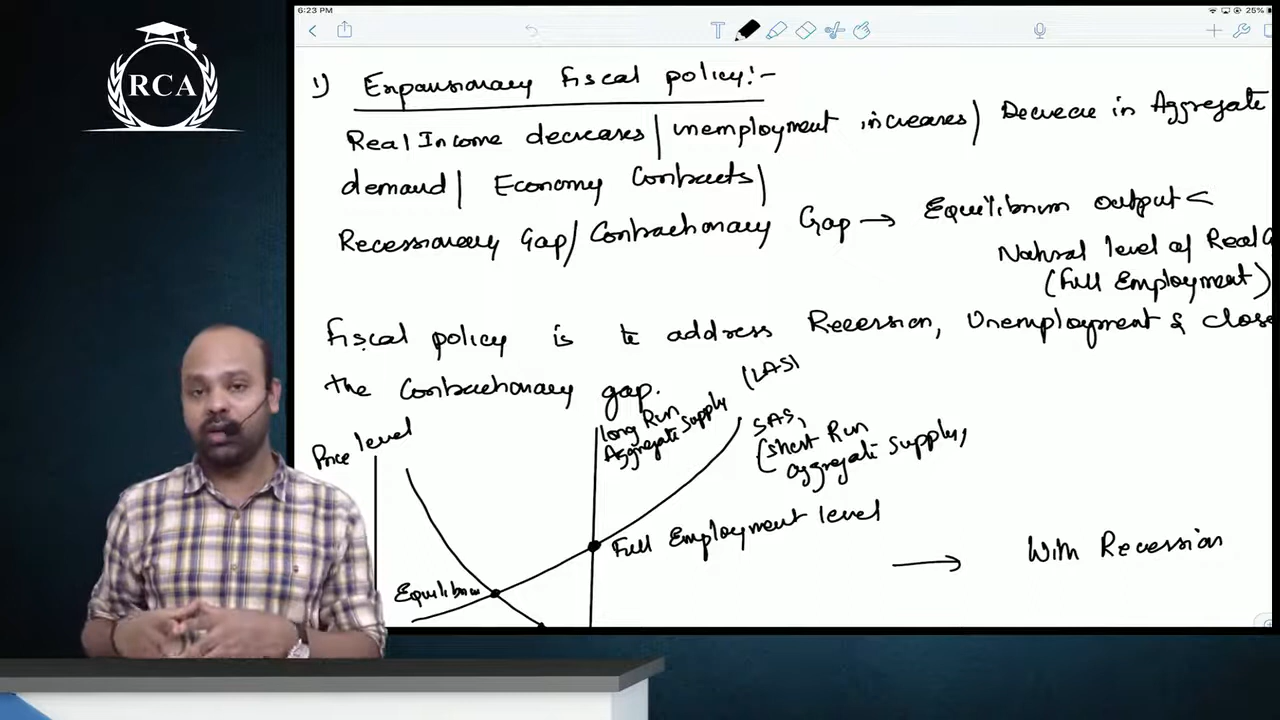 RCA
6:23 PM
25%
T
1) Expansionary fiscal policy:-
Real Income decreases | unemployment increases | Decrease in Aggregate
demand | Economy Contracts |
Recessionary Gap / Contractionary Gap → Equilibrium output <
Natural level of Real G
(Full Employment)
Fiscal policy is to address Recession, Unemployment & close
the Contractionary gap.
(LAS)
Long Run
Aggregate Supply
SAS,
(Short Run
aggregate supply,
Price level
Full Employment level
Equilibrium
→ With Recession